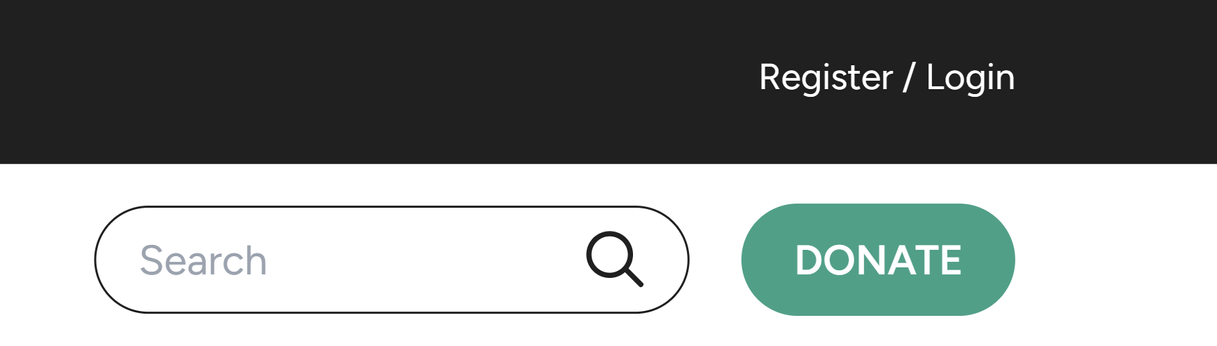 Register / Login
Search
DONATE